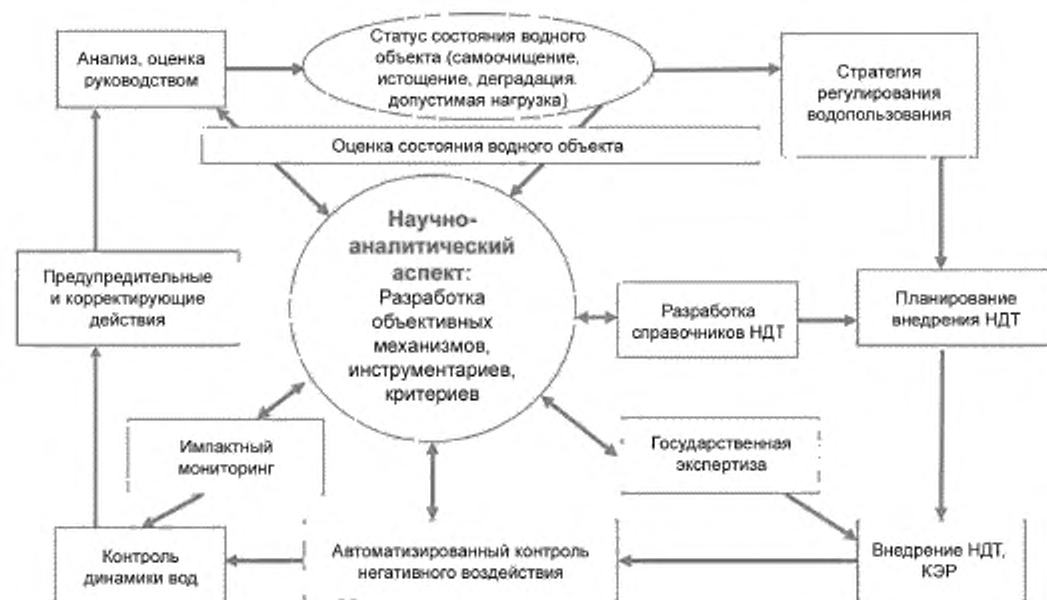 Анализ, оценка
руководством
Статус состояния водного
объекта (самоочищение,
истощение, деградация.
допустимая нагрузка)
Стратегия
регулирования
водопользования
Оценка состояния водного объекта
Научно-
аналитический
аспект:
Разработка
объективных
механизмов,
инструментариев,
критериев
Предупредительные
и корректирующие
действия
Разработка
справочников НДТ
Планирование
внедрения НДТ
Импактный
мониторинг
Государственная
экспертиза
Контроль
динамики вод
Автоматизированный контроль
негативного воздействия
Внедрение НДТ,
КЭР